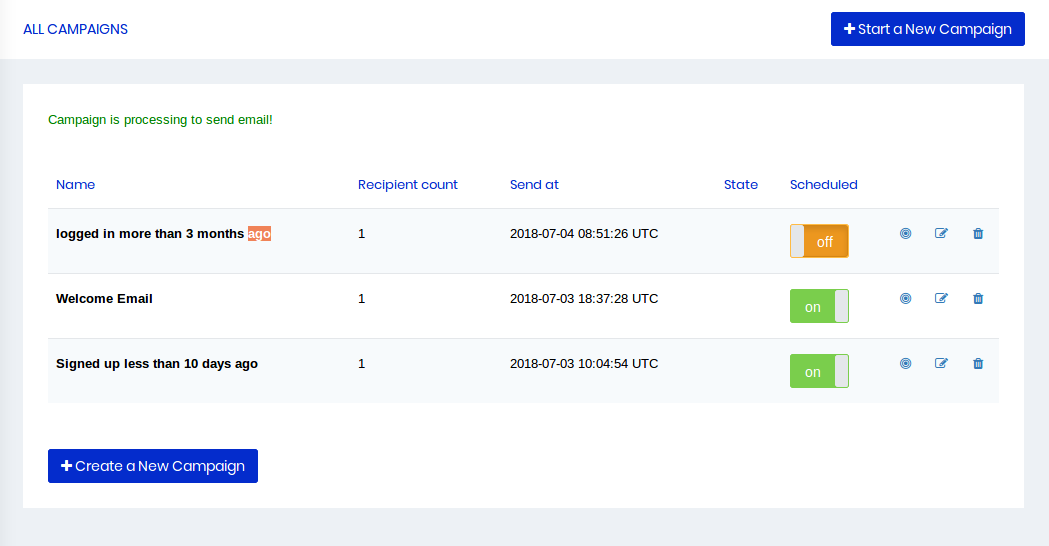 ALL CAMPAIGNS
Start a New Campaign
Campaign is processing to send email!
Name Recipient count Send at State Scheduled
logged in more than 3 months ago 1 2018-07-04 08:51:26 UTC off
Welcome Email 1 2018-07-03 18:37:28 UTC on
Signed up less than 10 days ago 1 2018-07-03 10:04:54 UTC on
Create a New Campaign